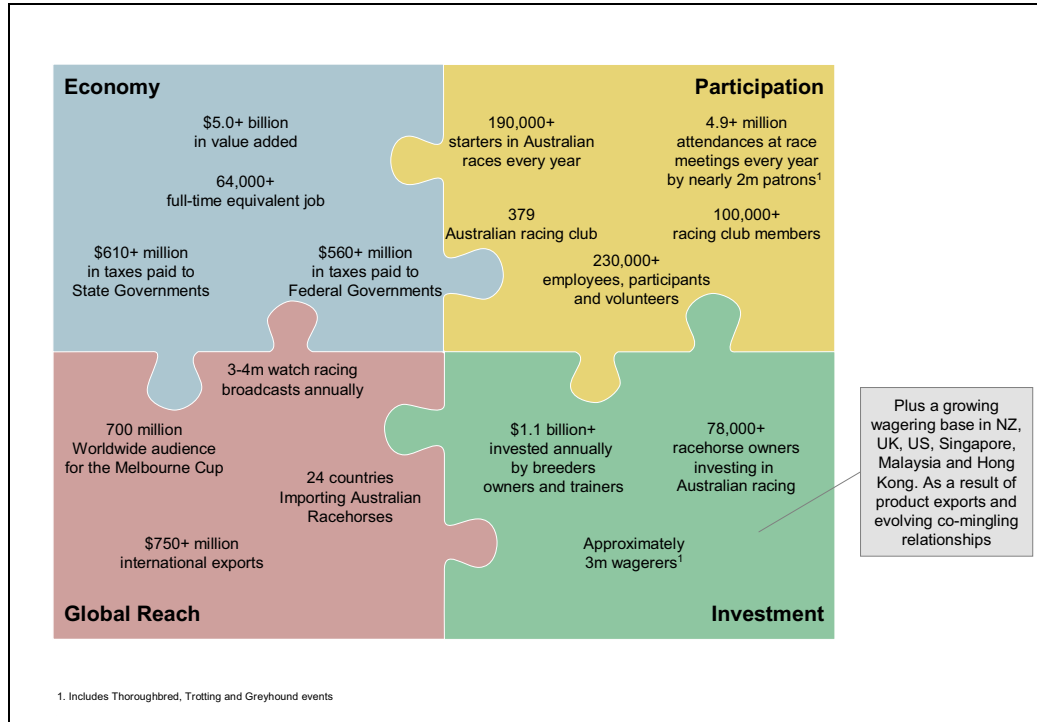 Economy
$5.0+ billion
in value added
64,000+
full-time equivalent job
$610+ million
in taxes paid to
State Governments
$560+ million
in taxes paid to
Federal Governments
Participation
190,000+
starters in Australian
races every year
4.9+ million
attendances at race
meetings every year
by nearly 2m patrons1
379
Australian racing club
100,000+
racing club members
230,000+
employees, participants
and volunteers
3-4m watch racing
broadcasts annually
700 million
Worldwide audience
for the Melbourne Cup
24 countries
Importing Australian
Racehorses
$750+ million
international exports
Global Reach
$1.1 billion+
invested annually
by breeders
owners and trainers
78,000+
racehorse owners
investing in
Australian racing
Approximately
3m wagerers1
Investment
Plus a growing
wagering base in NZ,
UK, US, Singapore,
Malaysia and Hong
Kong. As a result of
product exports and
evolving co-mingling
relationships
1. Includes Thoroughbred, Trotting and Greyhound events